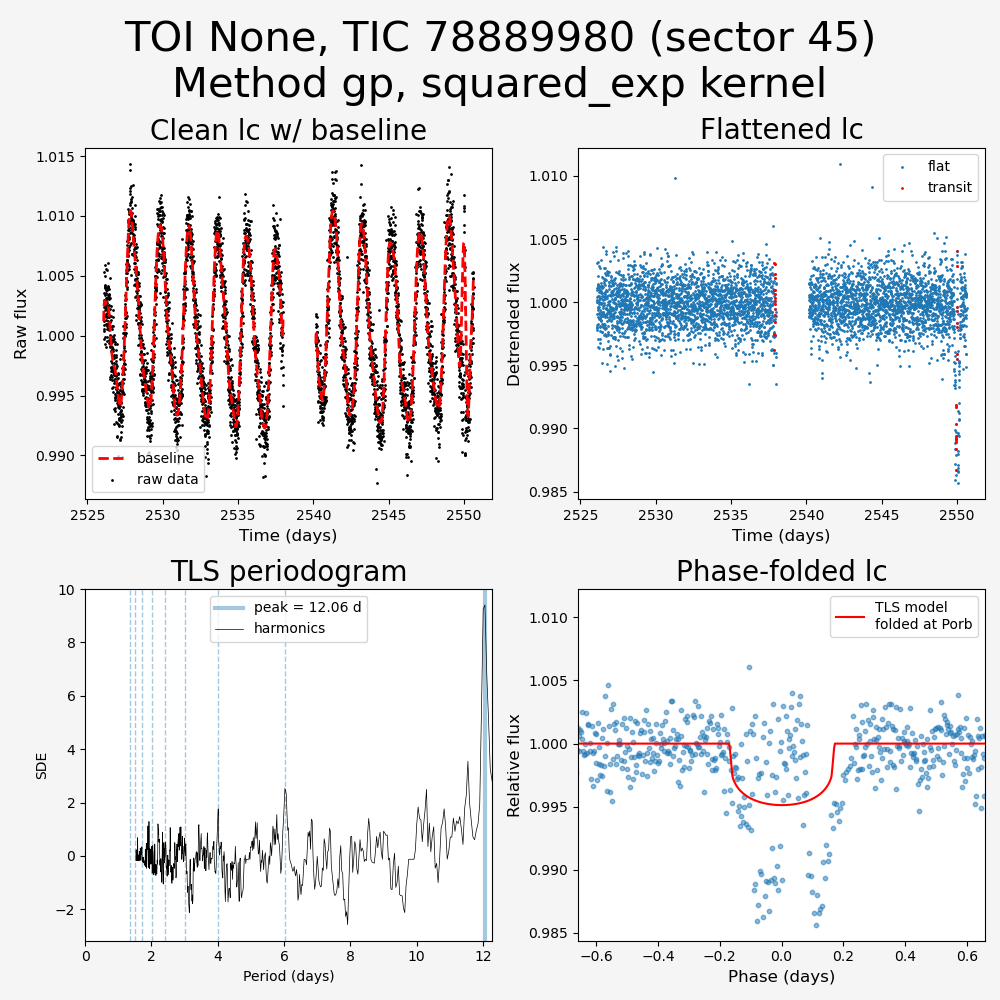 TOI None, TIC 78889980 (sector 45)
Method gp, squared_exp kernel
Clean lc w/ baseline
Raw flux
1.015
1.010
1.005
1.000
0.995
0.990
baseline
raw data
2525
2530
2535
2540
2545
2550
Time (days)
Flattened lc
Detrended flux
1.010
1.005
1.000
0.995
0.990
0.985
flat
transit
2525
2530
2535
2540
2545
2550
Time (days)
TLS periodogram
SDE
10
8
6
4
2
0
−2
peak = 12.06 d
harmonics
0
2
4
6
8
10
12
Period (days)
Phase-folded lc
Relative flux
1.010
1.005
1.000
0.995
0.990
0.985
TLS model
folded at Porb
−0.6
−0.4
−0.2
0.0
0.2
0.4
0.6
Phase (days)